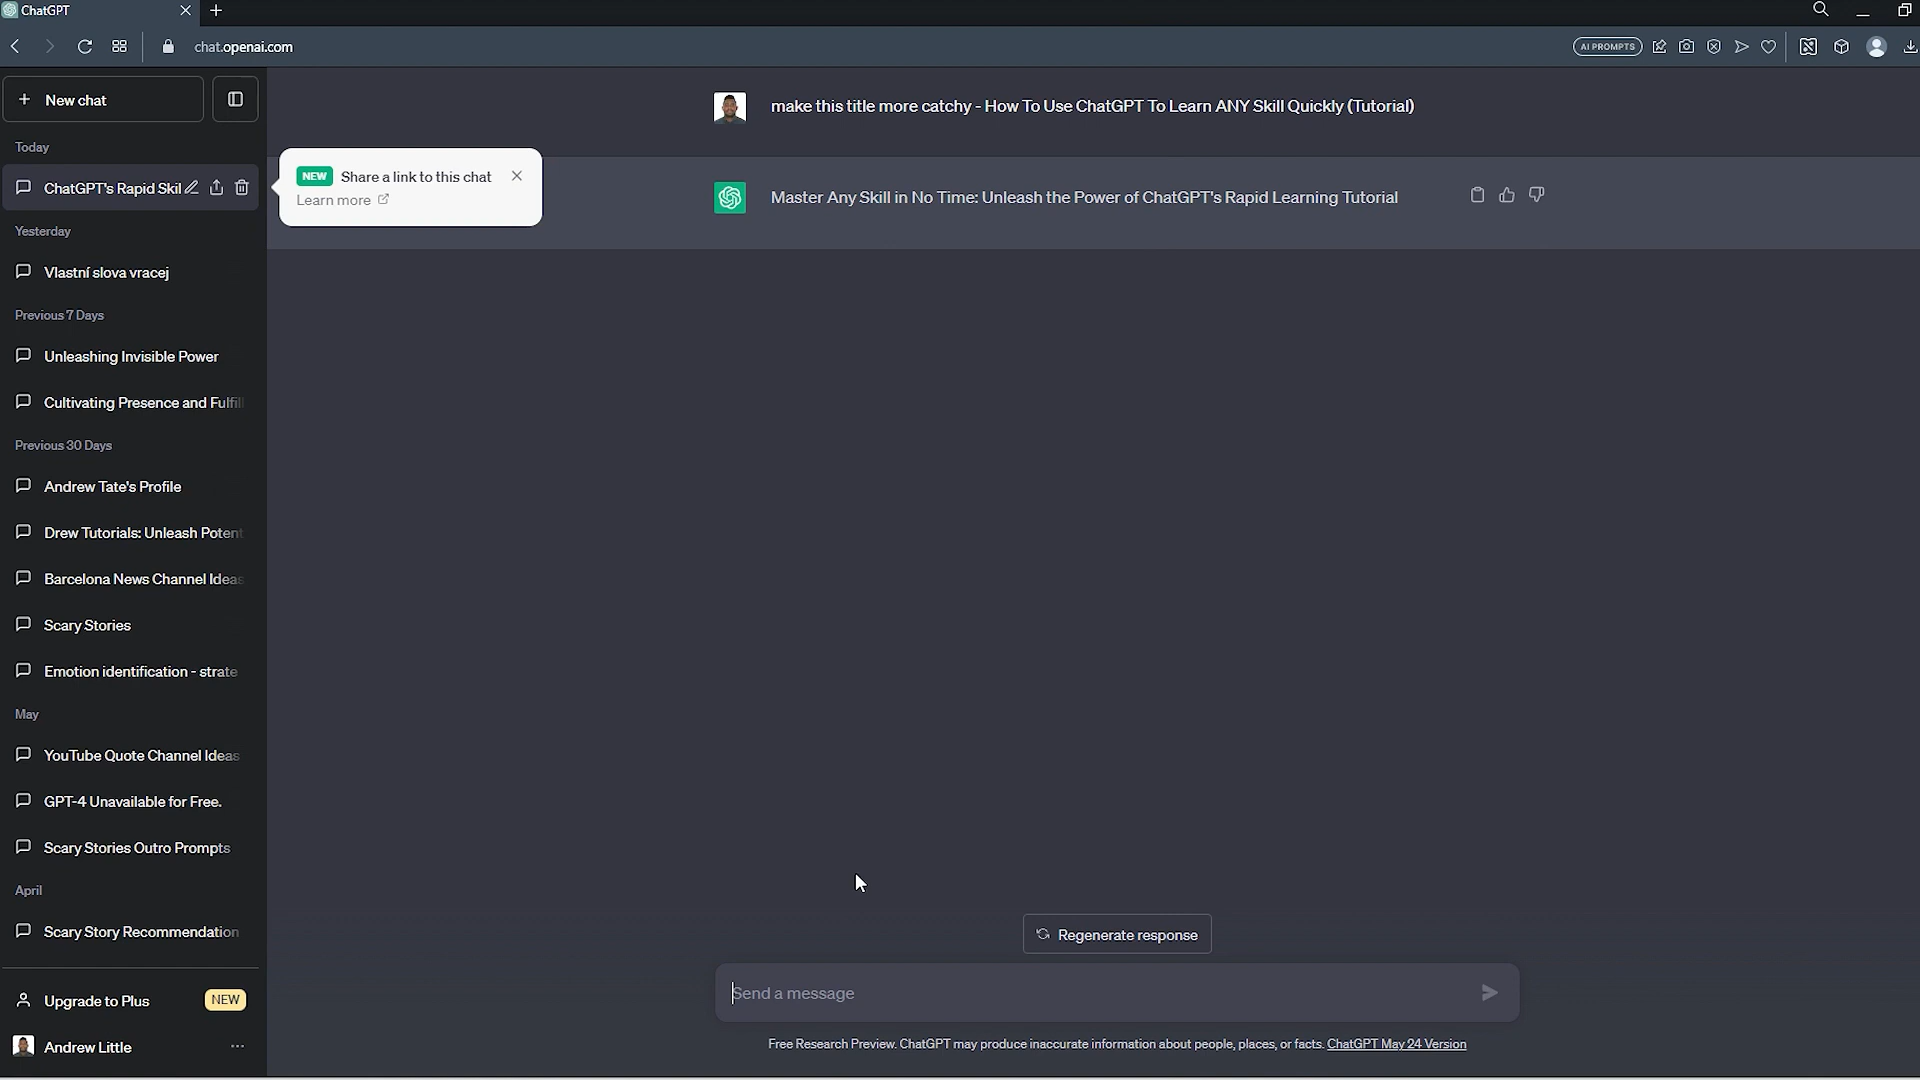 ChatGPT
chat.openai.com
AI PROMPTS
New chat
Today
ChatGPT's Rapid Skil
Yesterday
Vlastní slova vracej
Previous 7 Days
Unleashing Invisible Power
Cultivating Presence and Fulfil
Previous 30 Days
Andrew Tate's Profile
Drew Tutorials: Unleash Potent
Barcelona News Channel Ideas
Scary Stories
Emotion identification - strate
May
YouTube Quote Channel Ideas
GPT-4 Unavailable for Free.
Scary Stories Outro Prompts
April
Scary Story Recommendation
Upgrade to Plus NEW
Andrew Little
NEW Share a link to this chat
Learn more
make this title more catchy - How To Use ChatGPT To Learn ANY Skill Quickly (Tutorial)
Master Any Skill in No Time: Unleash the Power of ChatGPT's Rapid Learning Tutorial
Regenerate response
Send a message
Free Research Preview. ChatGPT may produce inaccurate information about people, places, or facts. ChatGPT May 24 Version